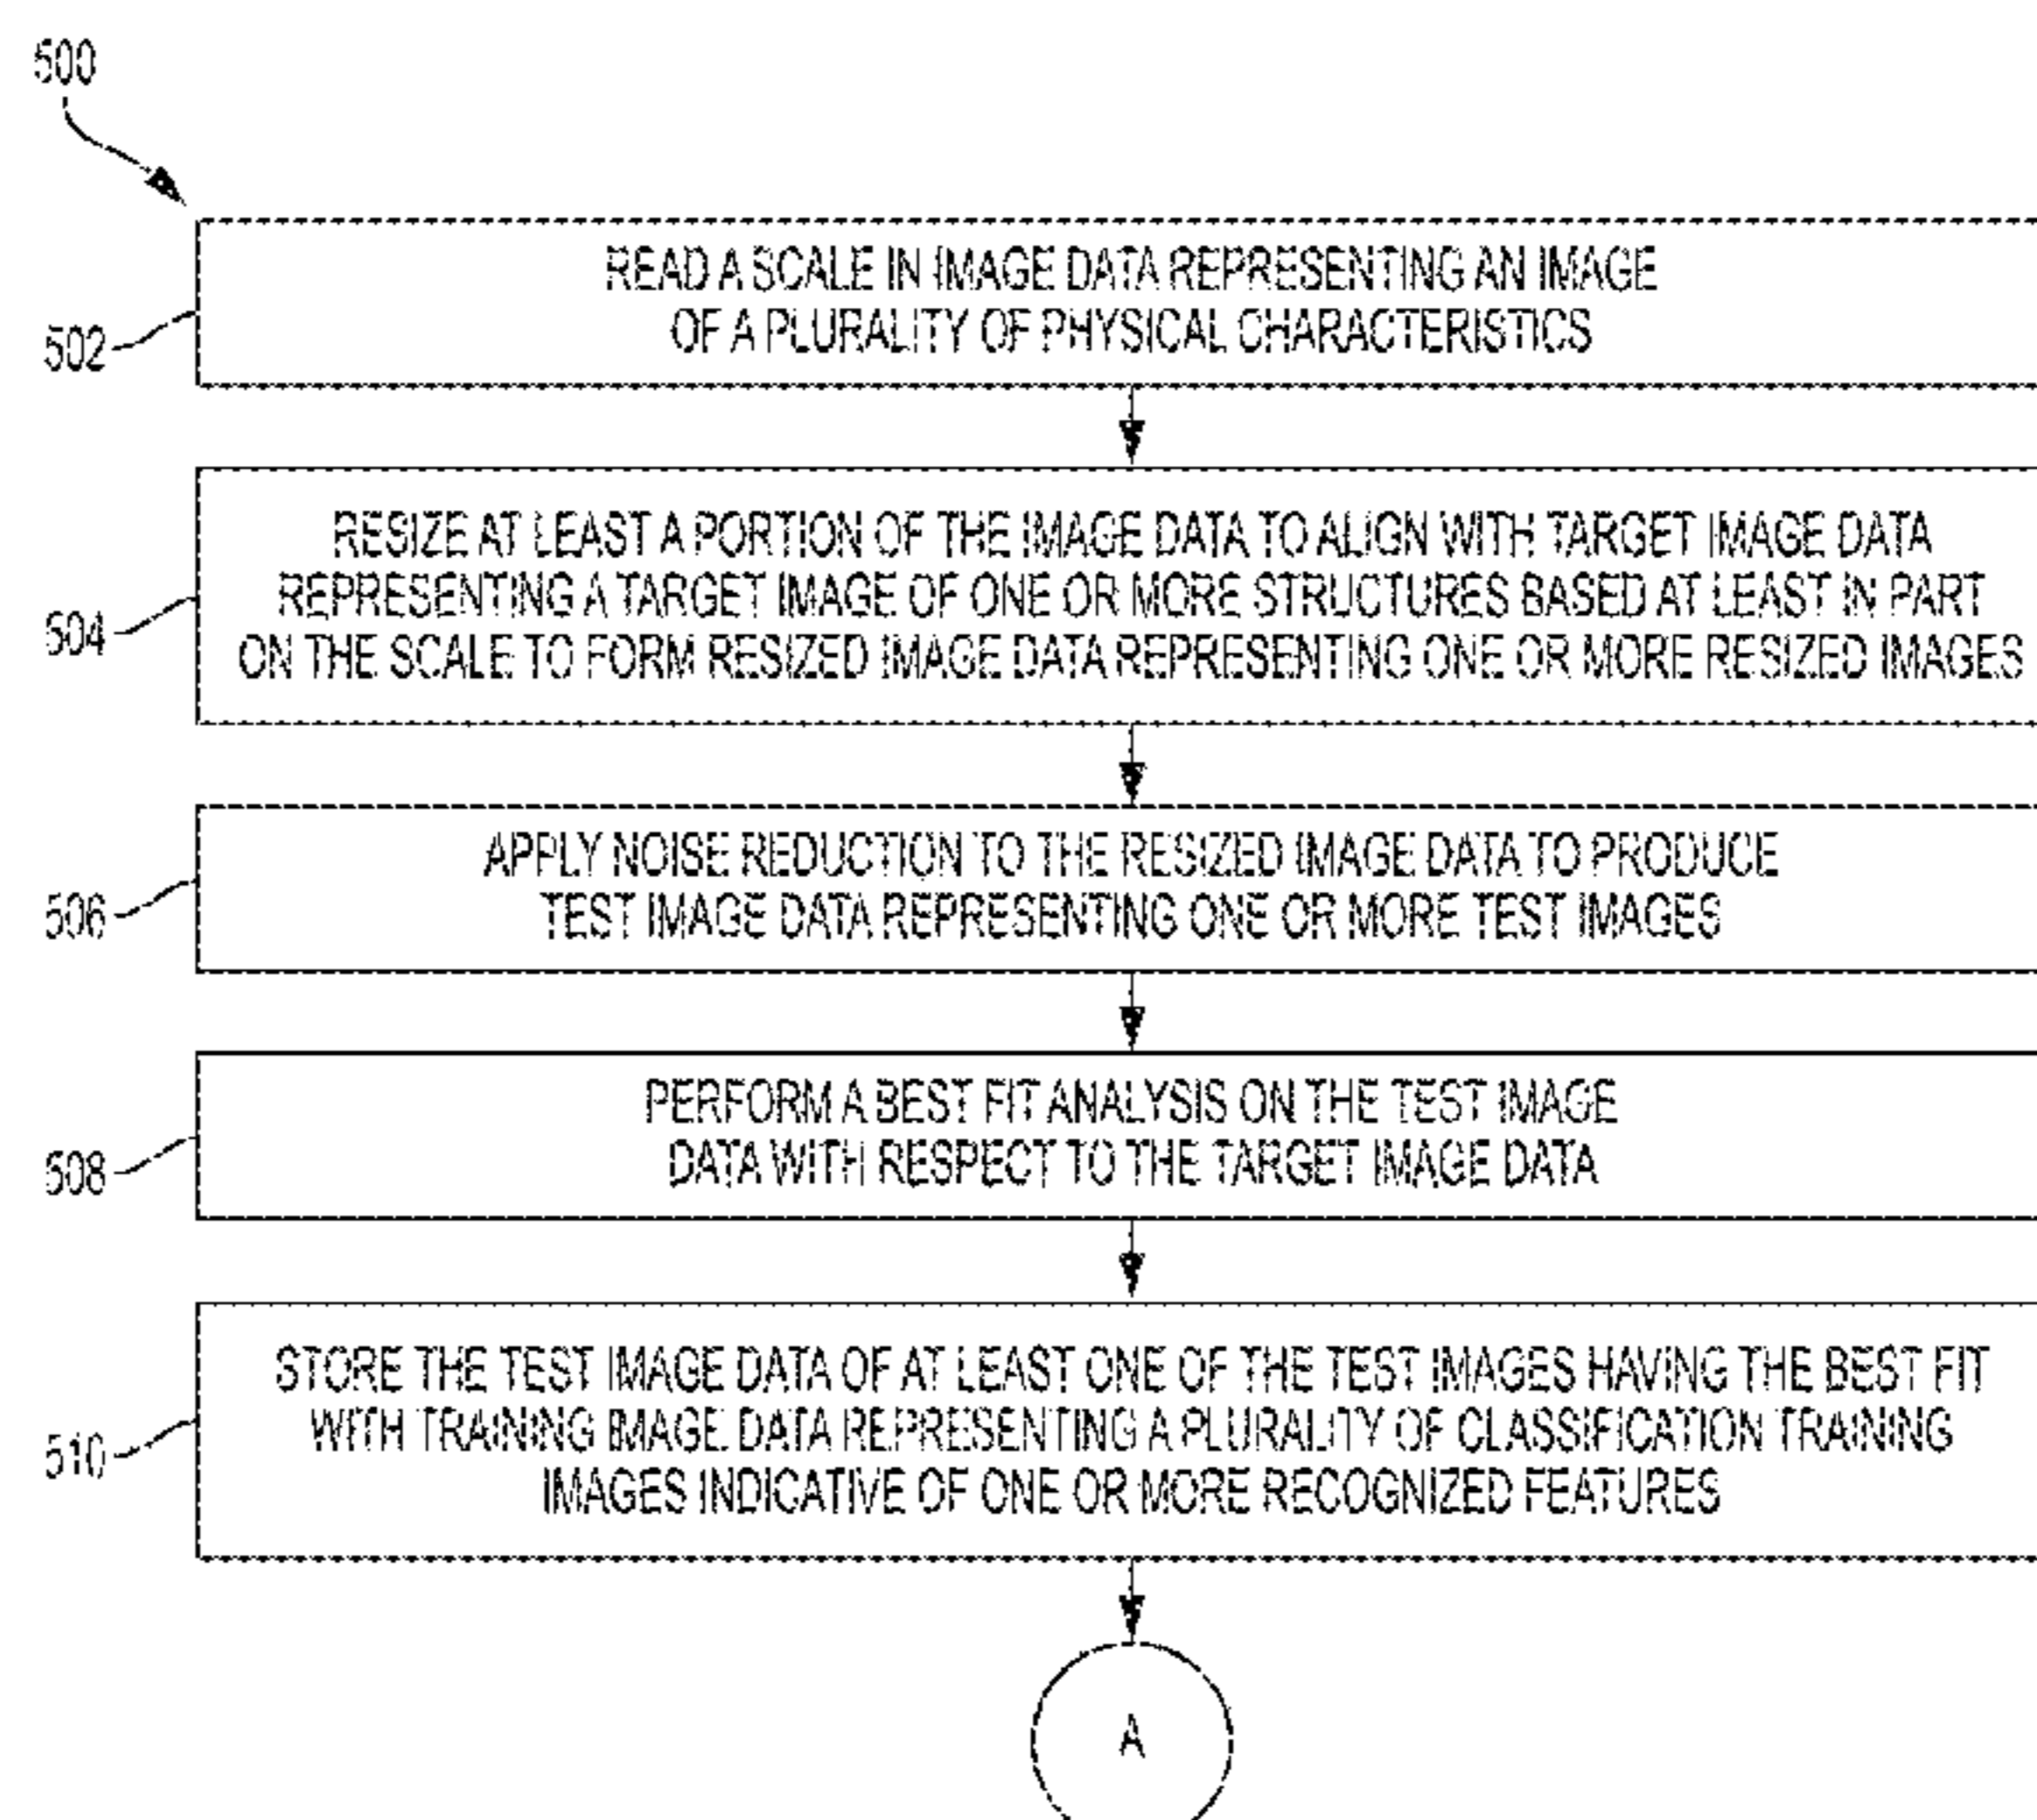 500
READ A SCALE IN IMAGE DATA REPRESENTING AN IMAGE
OF A PLURALITY OF PHYSICAL CHARACTERISTICS
502
RESIZE AT LEAST A PORTION OF THE IMAGE DATA TO ALIGN WITH TARGET IMAGE DATA
REPRESENTING A TARGET IMAGE OF ONE OR MORE STRUCTURES BASED AT LEAST IN PART
ON THE SCALE TO FORM RESIZED IMAGE DATA REPRESENTING ONE OR MORE RESIZED IMAGES
504
APPLY NOISE REDUCTION TO THE RESIZED IMAGE DATA TO PRODUCE
TEST IMAGE DATA REPRESENTING ONE OR MORE TEST IMAGES
506
PERFORM A BEST FIT ANALYSIS ON THE TEST IMAGE
DATA WITH RESPECT TO THE TARGET IMAGE DATA
508
STORE THE TEST IMAGE DATA OF AT LEAST ONE OF THE TEST IMAGES HAVING THE BEST FIT
WITH TRAINING IMAGE DATA REPRESENTING A PLURALITY OF CLASSIFICATION TRAINING
IMAGES INDICATIVE OF ONE OR MORE RECOGNIZED FEATURES
510
A